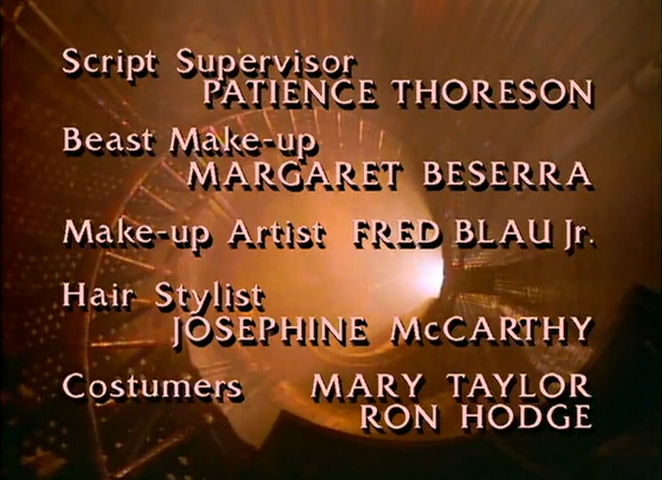 Script Supervisor
PATIENCE THORESON
Beast Make-up
MARGARET BESERRA
Make-up Artist FRED BLAU Jr.
Hair Stylist
JOSEPHINE McCARTHY
Costumers MARY TAYLOR
RON HODGE